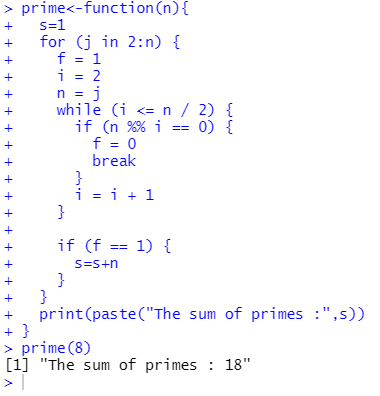 > prime<-function(n){
+   s=1
+   for (j in 2:n) {
+     f = 1
+     i = 2
+     n = j
+     while (i <= n / 2) {
+       if (n %% i == 0) {
+         f = 0
+         break
+       }
+       i = i + 1
+     }
+
+     if (f == 1) {
+       s=s+n
+     }
+   }
+   print(paste("The sum of primes :",s))
+ }
> prime(8)
[1] "The sum of primes : 18"
>